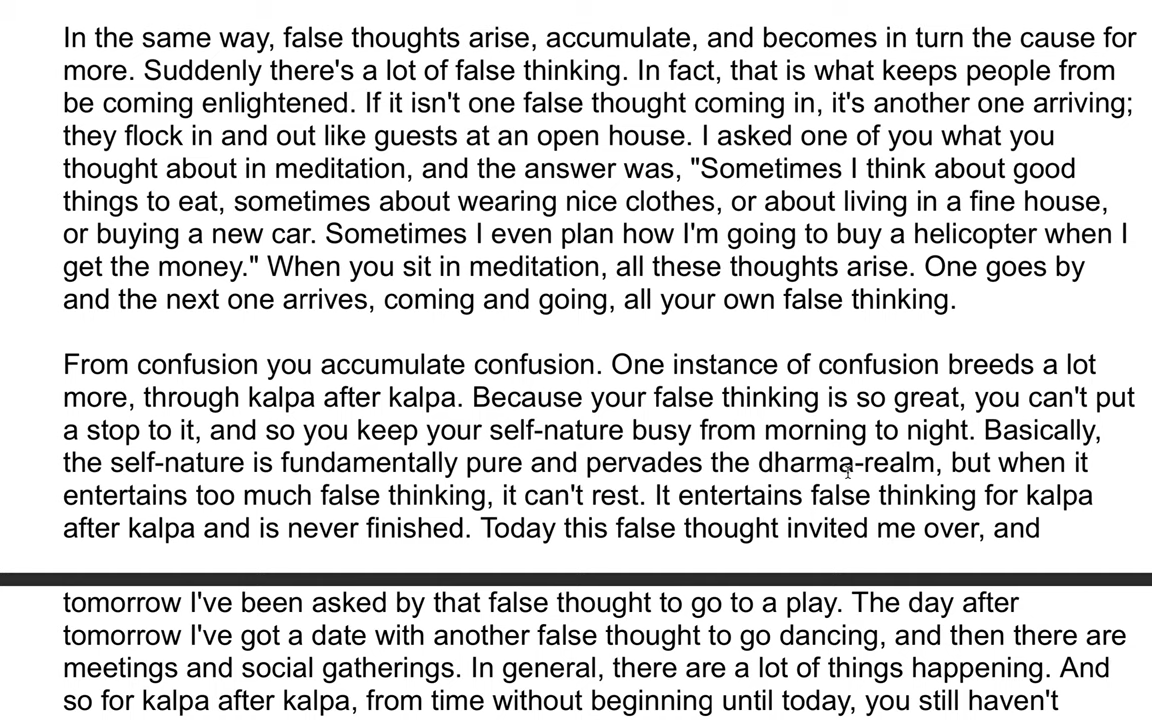 In the same way, false thoughts arise, accumulate, and becomes in turn the cause for
more. Suddenly there's a lot of false thinking. In fact, that is what keeps people from
be coming enlightened. If it isn't one false thought coming in, it's another one arriving;
they flock in and out like guests at an open house. I asked one of you what you
thought about in meditation, and the answer was, "Sometimes I think about good
things to eat, sometimes about wearing nice clothes, or about living in a fine house,
or buying a new car. Sometimes I even plan how I'm going to buy a helicopter when I
get the money." When you sit in meditation, all these thoughts arise. One goes by
and the next one arrives, coming and going, all your own false thinking.
From confusion you accumulate confusion. One instance of confusion breeds a lot
more, through kalpa after kalpa. Because your false thinking is so great, you can't put
a stop to it, and so you keep your self-nature busy from morning to night. Basically,
the self-nature is fundamentally pure and pervades the dharma-realm, but when it
entertains too much false thinking, it can't rest. It entertains false thinking for kalpa
after kalpa and is never finished. Today this false thought invited me over, and
tomorrow I've been asked by that false thought to go to a play. The day after
tomorrow I've got a date with another false thought to go dancing, and then there are
meetings and social gatherings. In general, there are a lot of things happening. And
so for kalpa after kalpa, from time without beginning until today, you still haven't